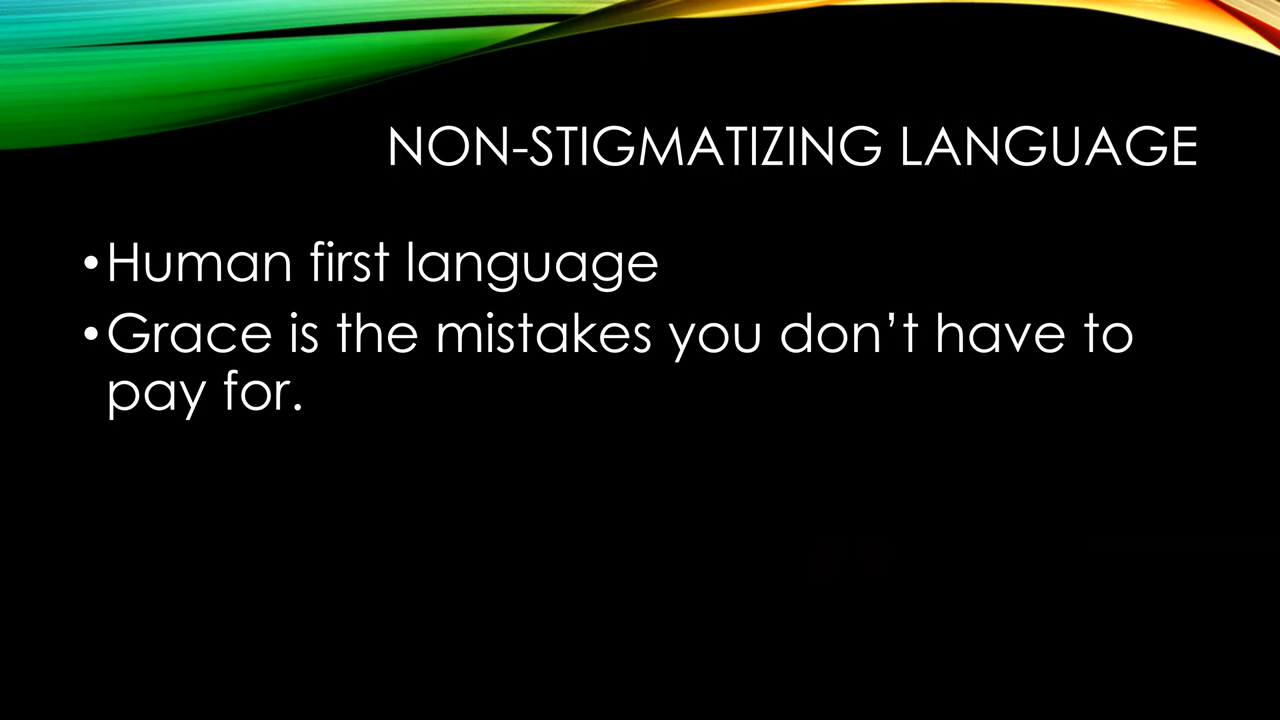 NON-STIGMATIZING LANGUAGE
•Human first language
•Grace is the mistakes you don’t have to
pay for.